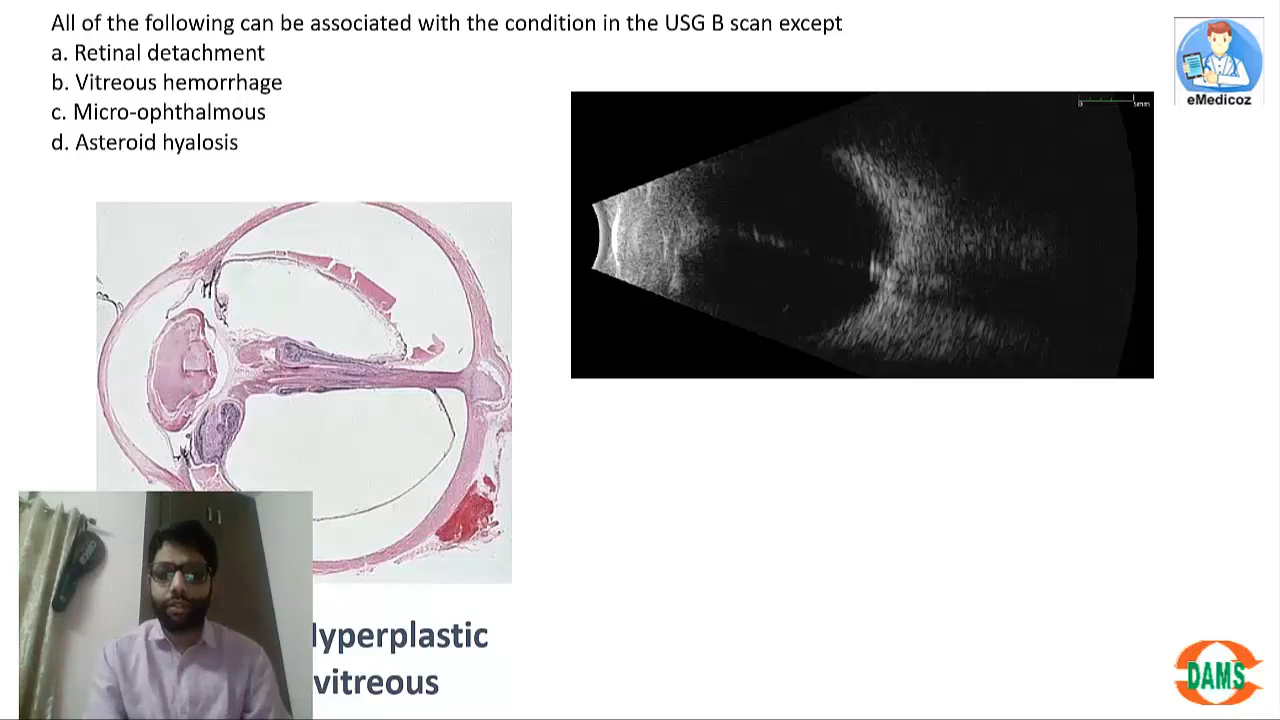 All of the following can be associated with the condition in the USG B scan except
a. Retinal detachment
b. Vitreous hemorrhage
c. Micro-ophthalmous
d. Asteroid hyalosis
eMedicoz
yperplastic
vitreous
DAMS